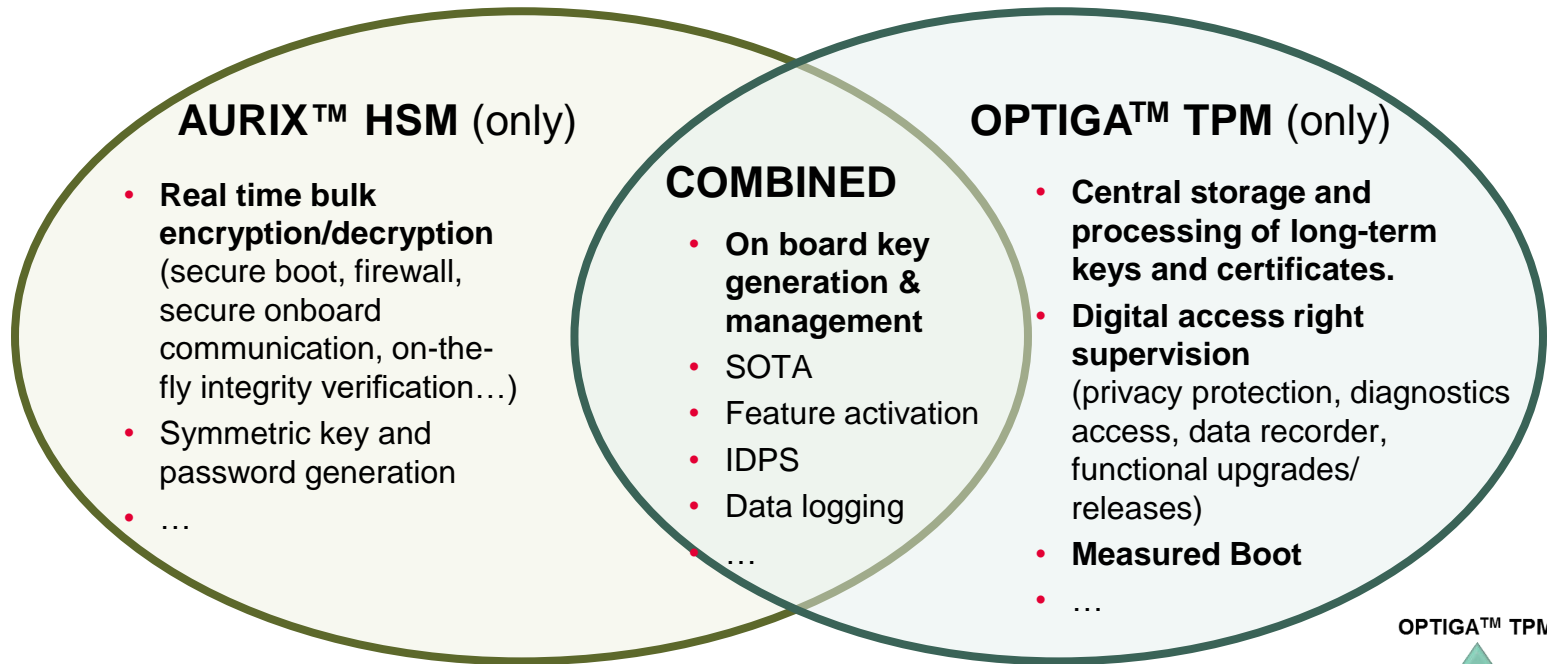 AURIX™ HSM (only)
• Real time bulk
encryption/decryption
(secure boot, firewall,
secure onboard
communication, on-the-
fly integrity verification…)
• Symmetric key and
password generation
• …
COMBINED
• On board key
generation &
management
• SOTA
• Feature activation
• IDPS
• Data logging
• …
OPTIGA™ TPM (only)
• Central storage and
processing of long-term
keys and certificates.
• Digital access right
supervision
(privacy protection, diagnostics
access, data recorder,
functional upgrades/
releases)
• Measured Boot
• …
OPTIGA™ TPM